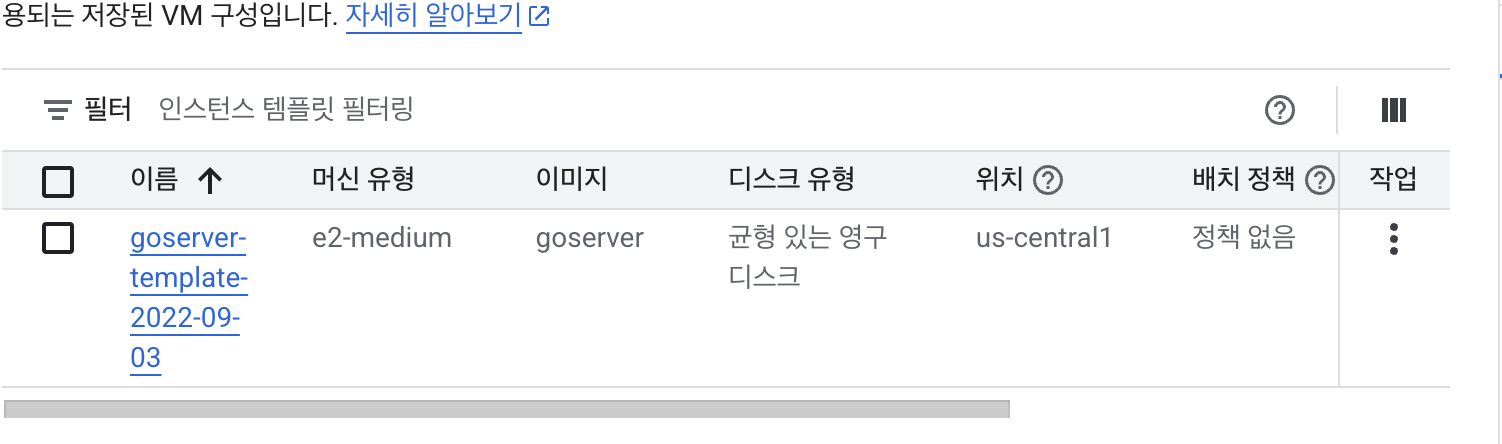 용되는 저장된 VM 구성입니다. 자세히 알아보기
필터 인스턴스 템플릿 필터링
이름 머신 유형 이미지 디스크 유형 위치 배치 정책 작업
goserver- e2-medium goserver 균형 있는 영구 us-central1 정책 없음
template- 디스크
2022-09-
03